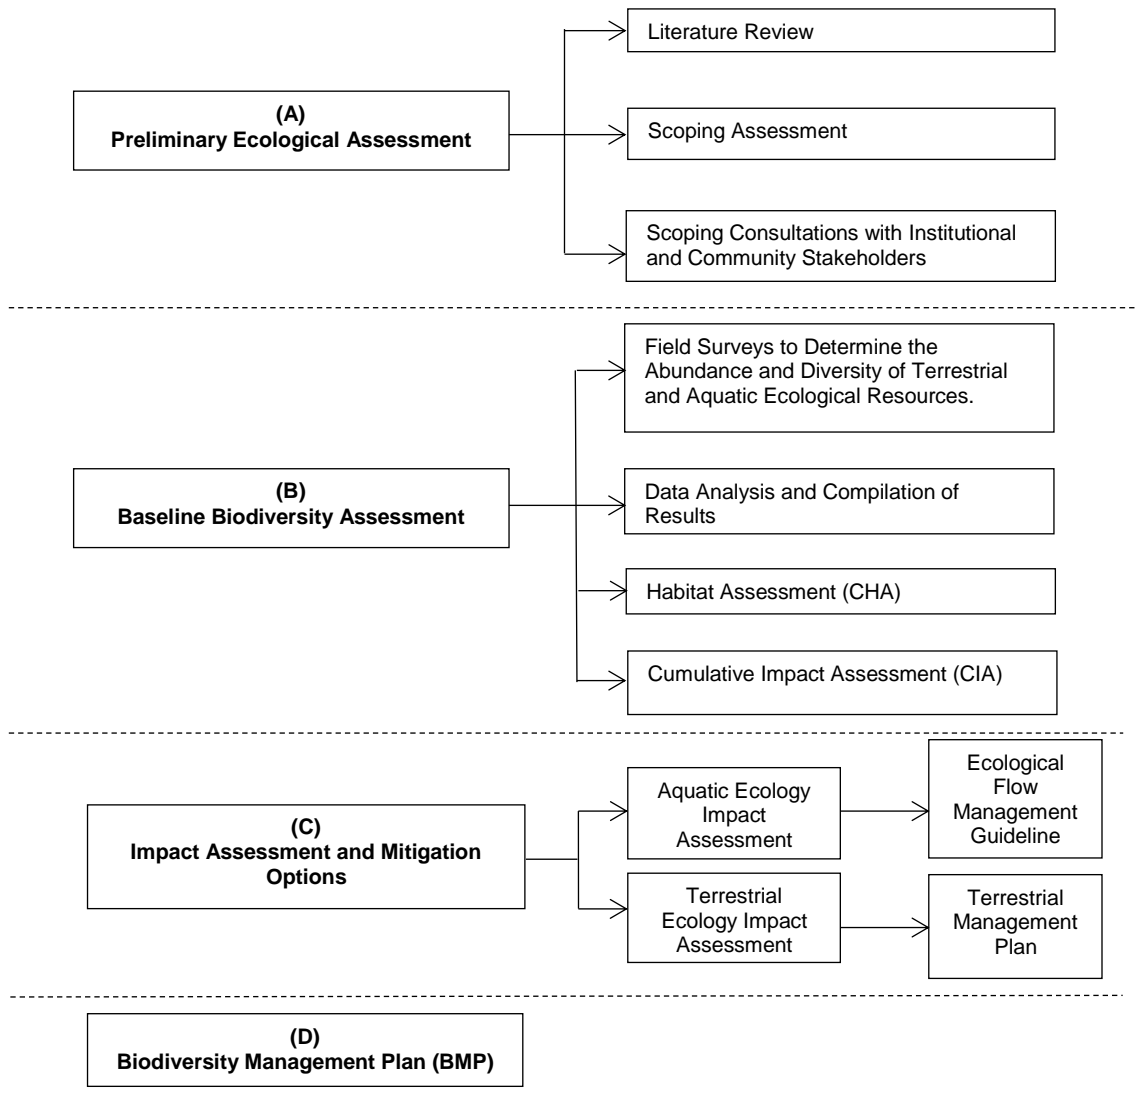 Literature Review
(A)
Preliminary Ecological Assessment
Scoping Assessment
Scoping Consultations with Institutional
and Community Stakeholders
Field Surveys to Determine the
Abundance and Diversity of Terrestrial
and Aquatic Ecological Resources.
(B)
Baseline Biodiversity Assessment
Data Analysis and Compilation of
Results
Habitat Assessment (CHA)
Cumulative Impact Assessment (CIA)
(C)
Impact Assessment and Mitigation
Options
Aquatic Ecology
Impact
Assessment
Ecological
Flow
Management
Guideline
Terrestrial
Ecology Impact
Assessment
Terrestrial
Management
Plan
(D)
Biodiversity Management Plan (BMP)